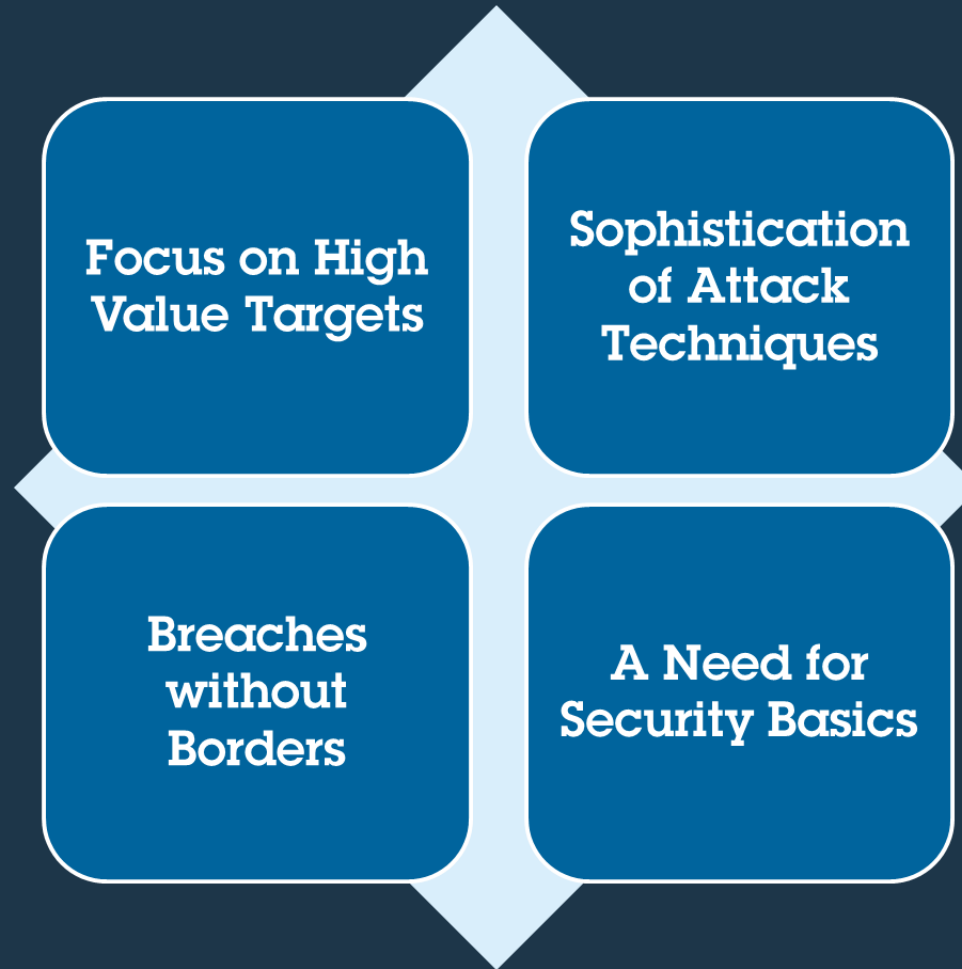 Focus on High
Value Targets
Sophistication
of Attack
Techniques
Breaches
without
Borders
A Need for
Security Basics